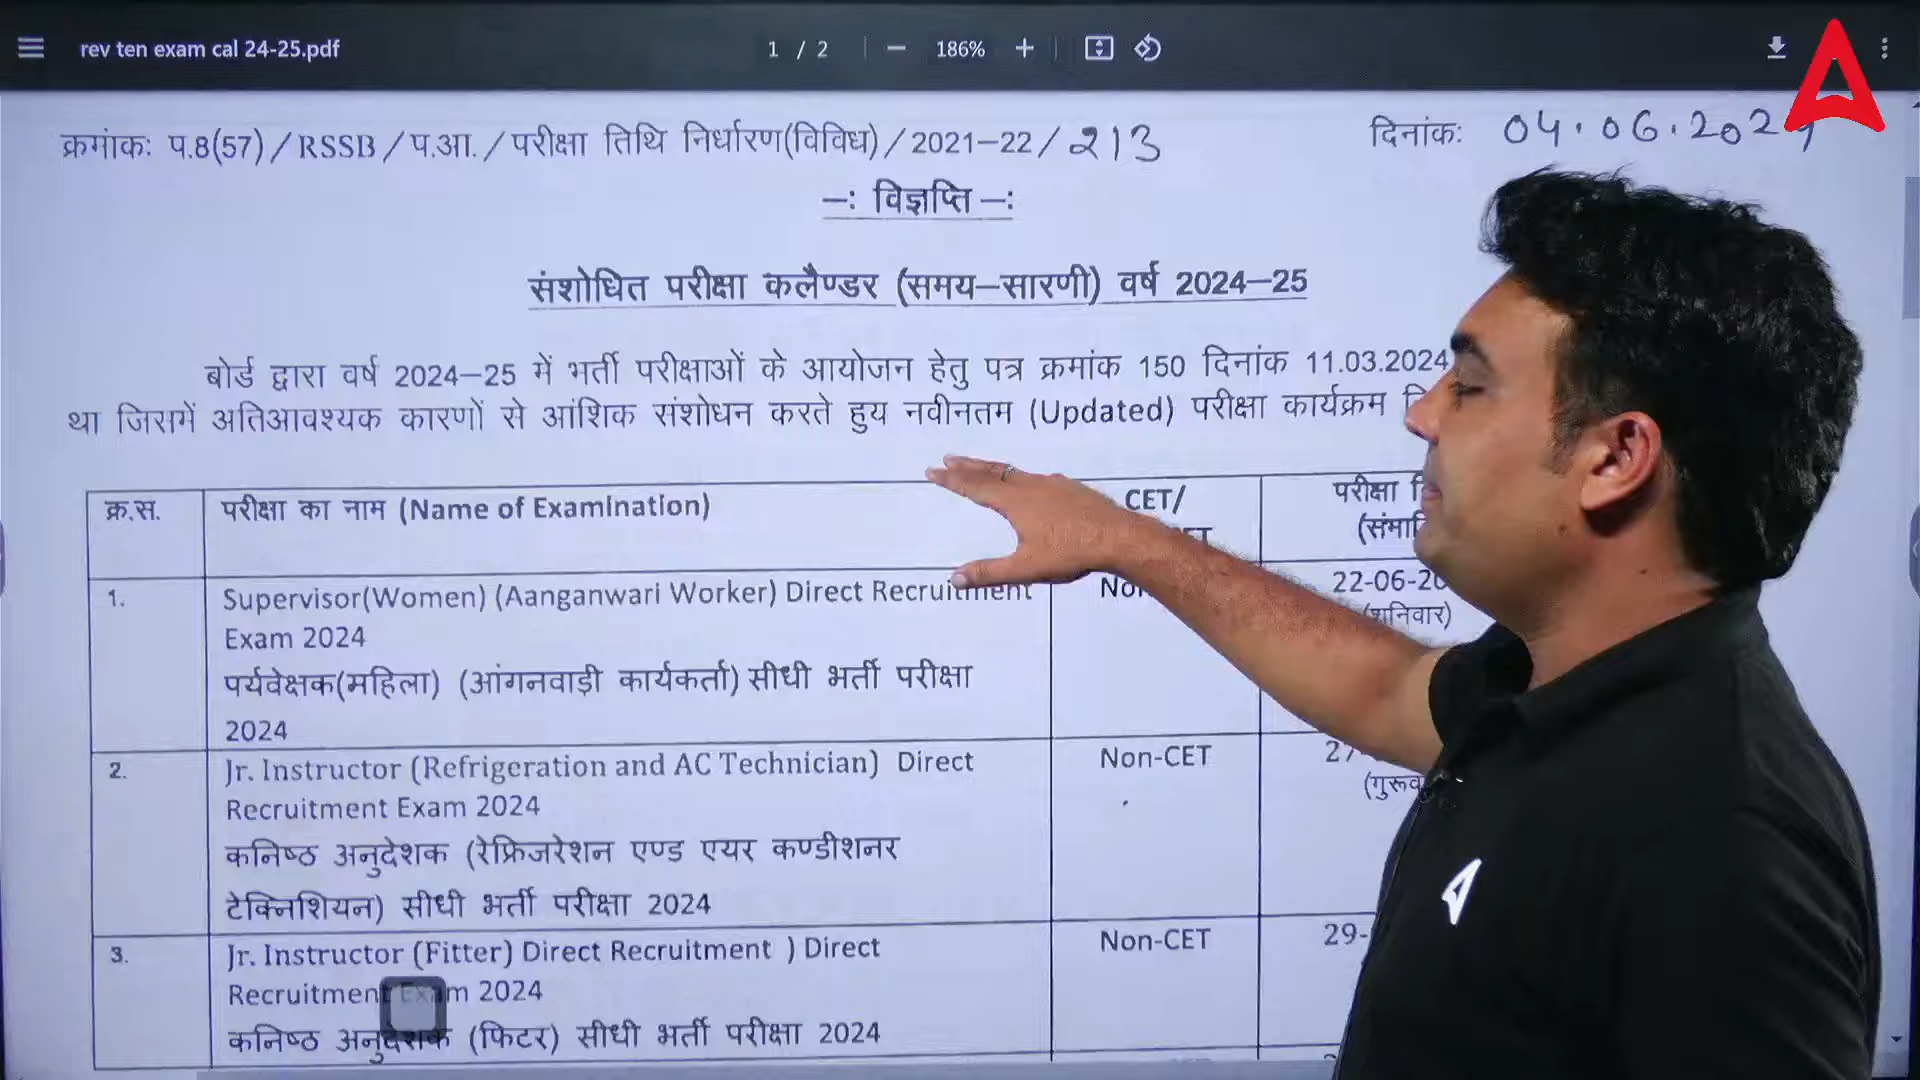 rev ten exam cal 24-25.pdf
1 / 2
186%
क्रमांकः प.8(57)/RSSB/प.आ./परीक्षा तिथि निर्धारण(विविध)/2021-22/213
दिनांकः 04.06.2024
–: विज्ञप्ति –:
संशोधित परीक्षा कलैण्डर (समय–सारणी) वर्ष 2024–25
बोर्ड द्वारा वर्ष 2024–25 में भर्ती परीक्षाओं के आयोजन हेतु पत्र क्रमांक 150 दिनांक 11.03.2024
था जिसमें अतिआवश्यक कारणों से आंशिक संशोधन करते हुय नवीनतम (Updated) परीक्षा कार्यक्रम
क्र.स. परीक्षा का नाम (Name of Examination) CET/ परीक्षा
1. Supervisor(Women) (Aanganwari Worker) Direct Recruitment
Exam 2024
पर्यवेक्षक(महिला) (आंगनवाड़ी कार्यकर्ता) सीधी भर्ती परीक्षा
2024
22-06-20
(शनिवार)
2. Jr. Instructor (Refrigeration and AC Technician) Direct
Recruitment Exam 2024
कनिष्ठ अनुदेशक (रेफ्रिजरेशन एण्ड एयर कण्डीशनर
टेक्निशियन) सीधी भर्ती परीक्षा 2024
Non-CET
27
3. Jr. Instructor (Fitter) Direct Recruitment ) Direct
Recruitment Exam 2024
कनिष्ठ अनुदेशक (फिटर) सीधी भर्ती परीक्षा 2024
Non-CET
29-